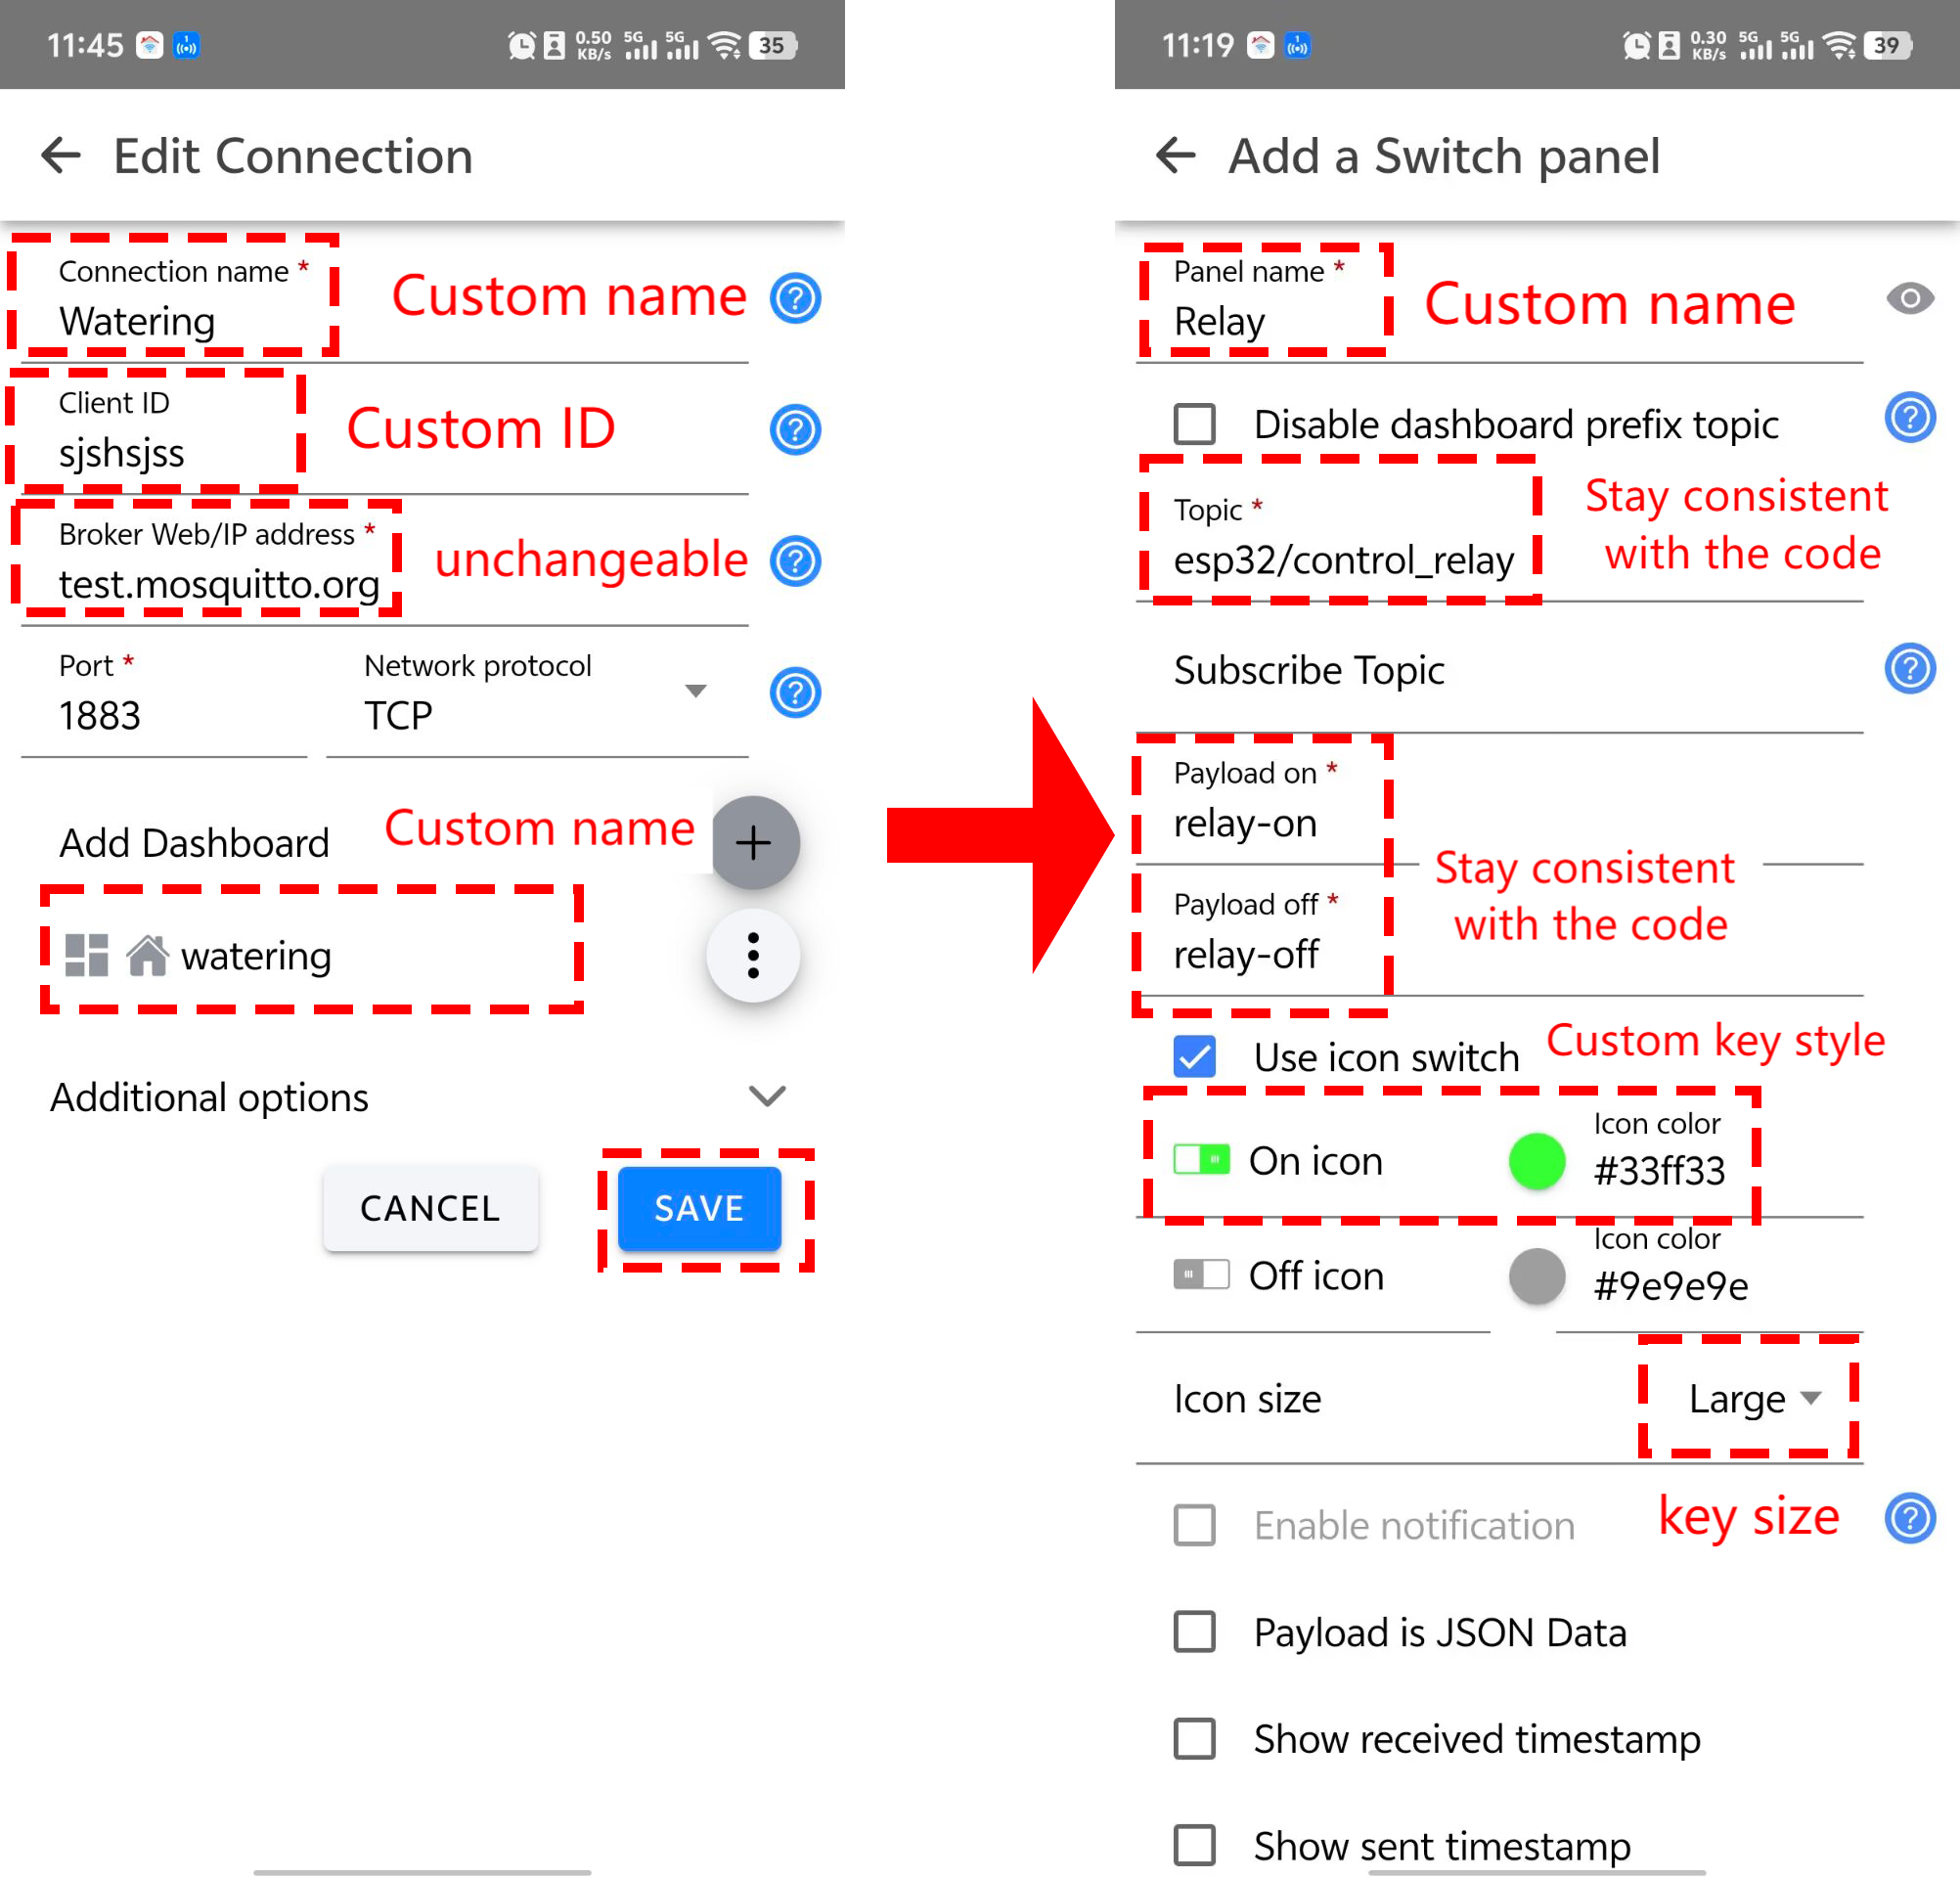 11:45
0.50
KB/s
5G
5G
35
Edit Connection
Connection name *
Watering
Custom name
Client ID
sjshsjss
Custom ID
Broker Web/IP address *
test.mosquitto.org
unchangeable
Port *
1883
Network protocol
TCP
Add Dashboard
Custom name
watering
Additional options
CANCEL
SAVE
11:19
0.30
KB/s
5G
5G
39
Add a Switch panel
Panel name *
Relay
Custom name
Disable dashboard prefix topic
Topic *
esp32/control_relay
Stay consistent
with the code
Subscribe Topic
Payload on *
relay-on
Payload off *
relay-off
Stay consistent
with the code
Use icon switch
Custom key style
On icon
Icon color
#33ff33
Off icon
Icon color
#9e9e9e
Icon size
Large
key size
Enable notification
Payload is JSON Data
Show received timestamp
Show sent timestamp